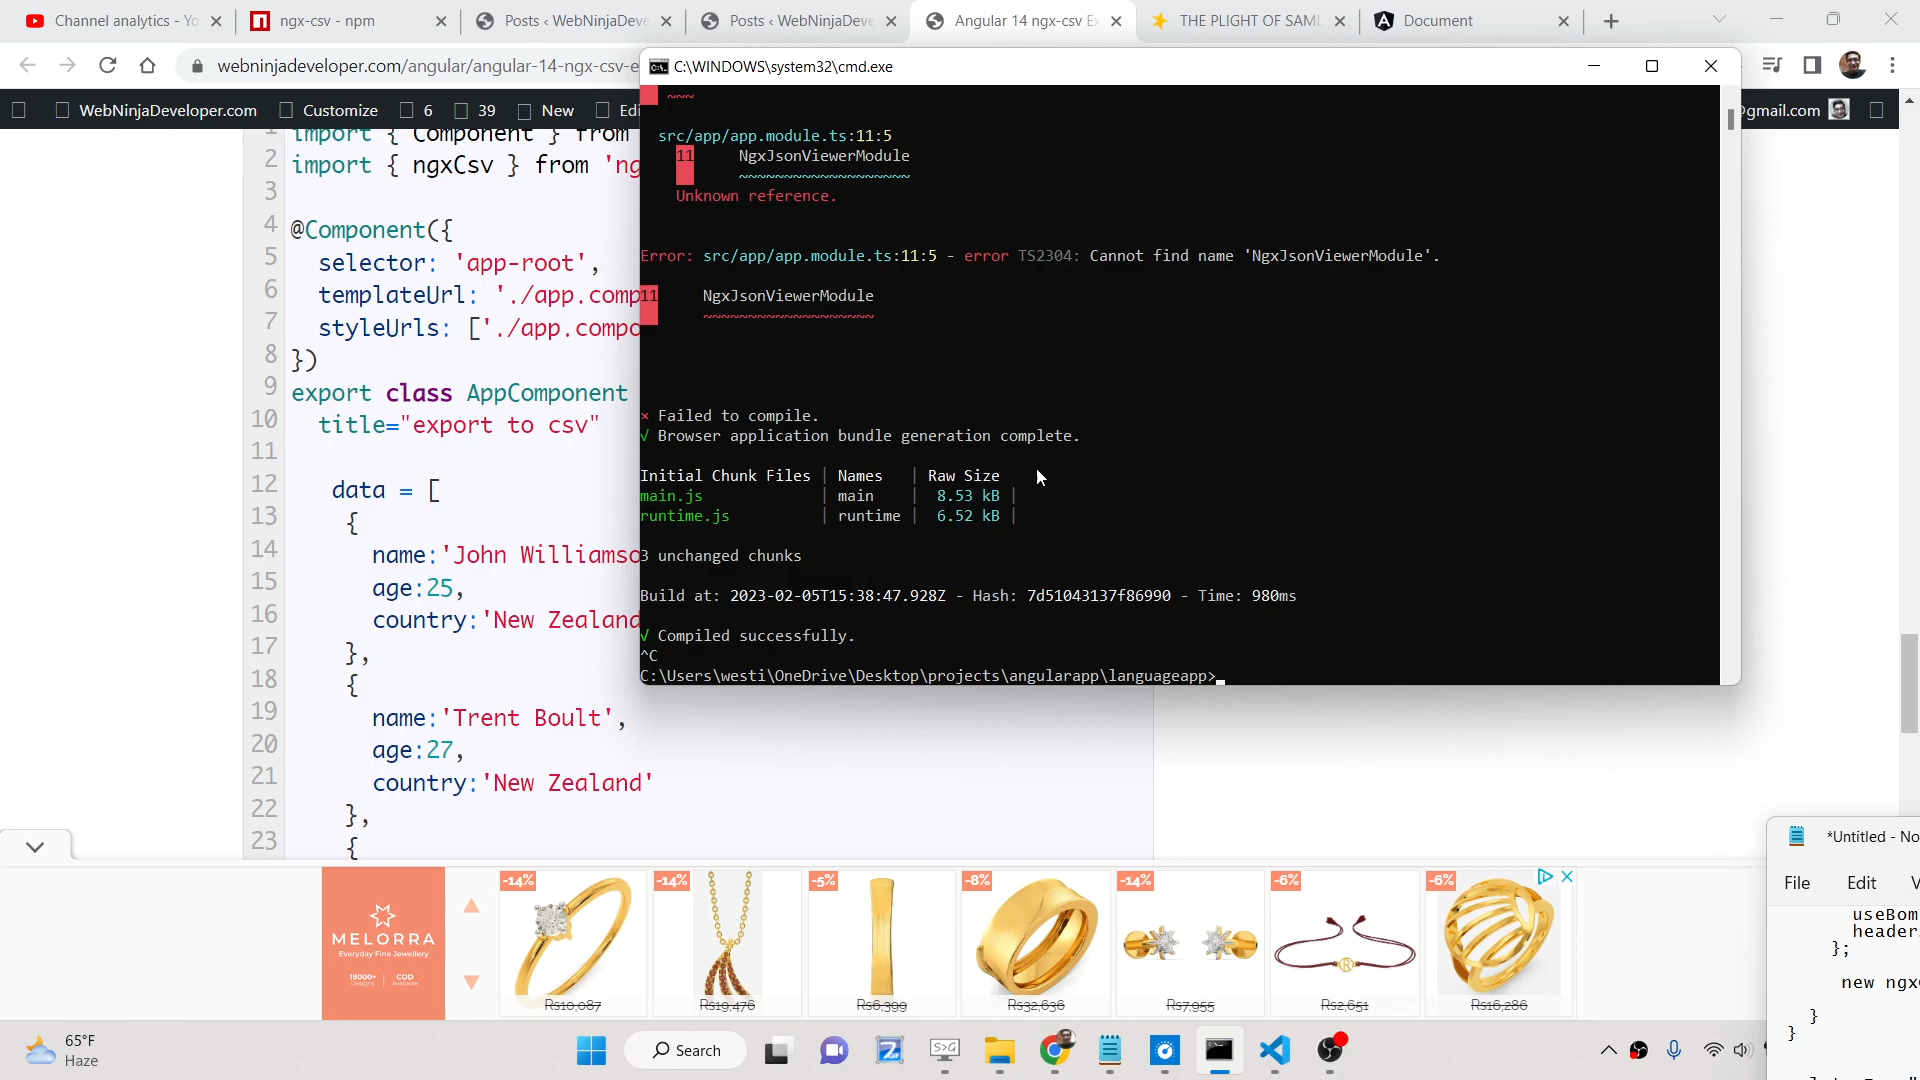 Channel analytics - Yo
ngx-csv - npm
Posts ‹ WebNinjaDeve
Posts ‹ WebNinjaDeve
Angular 14 ngx-csv Ex
THE PLIGHT OF SAMI
Document
webninjadeveloper.com/angular/angular-14-ngx-csv-e
C:\WINDOWS\system32\cmd.exe
WebNinjaDeveloper.com
Customize
6
39
New
Edi
@gmail.com
1 import { Component } from
2 import { ngxCsv } from 'ng
3
4 @Component({
5 selector: 'app-root',
6 templateUrl: './app.comp
7 styleUrls: ['./app.compo
8 })
9 export class AppComponent
10 title="export to csv"
11
12 data = [
13 {
14 name:'John Williamso
15 age:25,
16 country:'New Zealand
17 },
18 {
19 name:'Trent Boult',
20 age:27,
21 country:'New Zealand'
22 },
23 {
~~~
src/app/app.module.ts:11:5
11 NgxJsonViewerModule
~~~~~~~~~~~~~~~~~~~
Unknown reference.
Error: src/app/app.module.ts:11:5 - error TS2304: Cannot find name 'NgxJsonViewerModule'.
11 NgxJsonViewerModule
~~~~~~~~~~~~~~~~~~~
× Failed to compile.
√ Browser application bundle generation complete.
Initial Chunk Files | Names | Raw Size
main.js | main | 8.53 kB |
runtime.js | runtime | 6.52 kB |
3 unchanged chunks
Build at: 2023-02-05T15:38:47.928Z - Hash: 7d51043137f86990 - Time: 980ms
√ Compiled successfully.
^C
C:\Users\westi\OneDrive\Desktop\projects\angularapp\languageapp>
*Untitled - No
File
Edit
V
useBom
header
};
new ngx
}
}
MELORRA
Everyday Fine Jewellery
18000+ Designs | COD Available
-14%
Rs10,087
-14%
Rs19,476
-5%
Rs6,399
-8%
Rs32,636
-14%
Rs7,955
-6%
Rs2,651
-6%
Rs16,286
65°F
Haze
Search